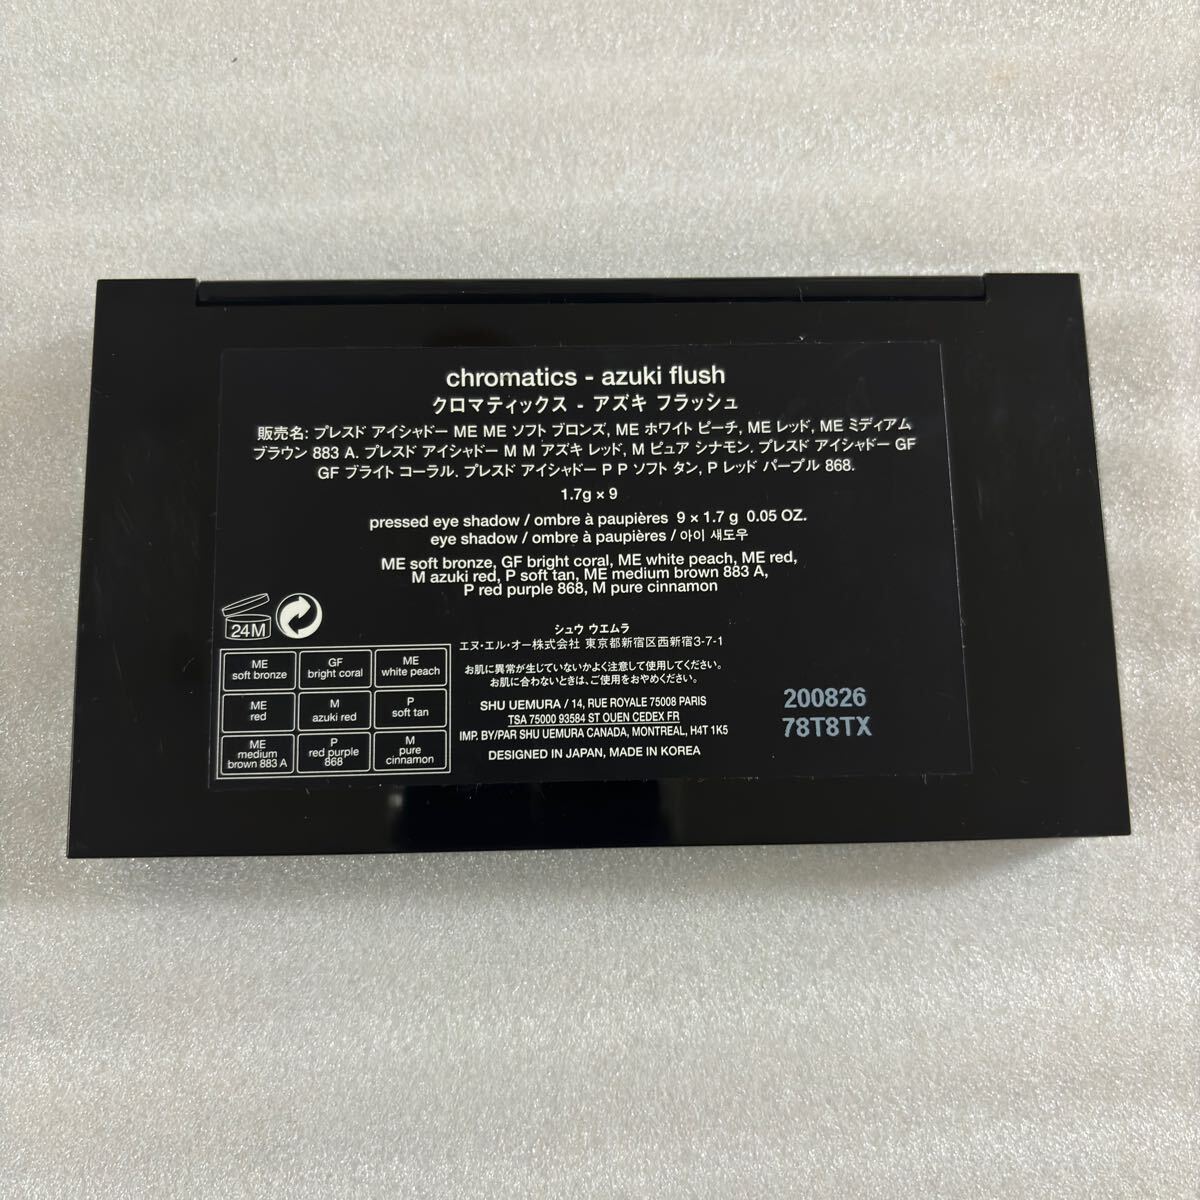 chromatics - azuki flush
クロマティックス - アズキ フラッシュ
販売名: プレスド アイシャドー ME ME ソフト ブロンズ, ME ホワイト ピーチ, ME レッド, ME ミディアム
ブラウン 883 A. プレスド アイシャドー M M アズキ レッド, M ピュア シナモン. プレスド アイシャドー GF
GF ブライト コーラル. プレスド アイシャドー P P ソフト タン, P レッド パープル 868.
1.7g × 9
pressed eye shadow / ombre à paupières 9 × 1.7 g 0.05 OZ.
eye shadow / ombre à paupières / 아이 섀도우
ME soft bronze, GF bright coral, ME white peach, ME red,
M azuki red, P soft tan, ME medium brown 883 A,
P red purple 868, M pure cinnamon
24M
ME
soft bronze
GF
bright coral
ME
white peach
ME
red
M
azuki red
P
soft tan
ME
medium
brown 883 A
P
red purple
868
M
pure
cinnamon
シュウ ウエムラ
エヌ・エル・オー株式会社 東京都新宿区西新宿3-7-1
お肌に異常が生じていないかよく注意して使用してください。
お肌に合わないときは、ご使用をおやめください。
SHU UEMURA / 14, RUE ROYALE 75008 PARIS
TSA 75000 93584 ST OUEN CEDEX FR
IMP. BY/PAR SHU UEMURA CANADA, MONTREAL, H4T 1K5
DESIGNED IN JAPAN, MADE IN KOREA
200826
78T8TX